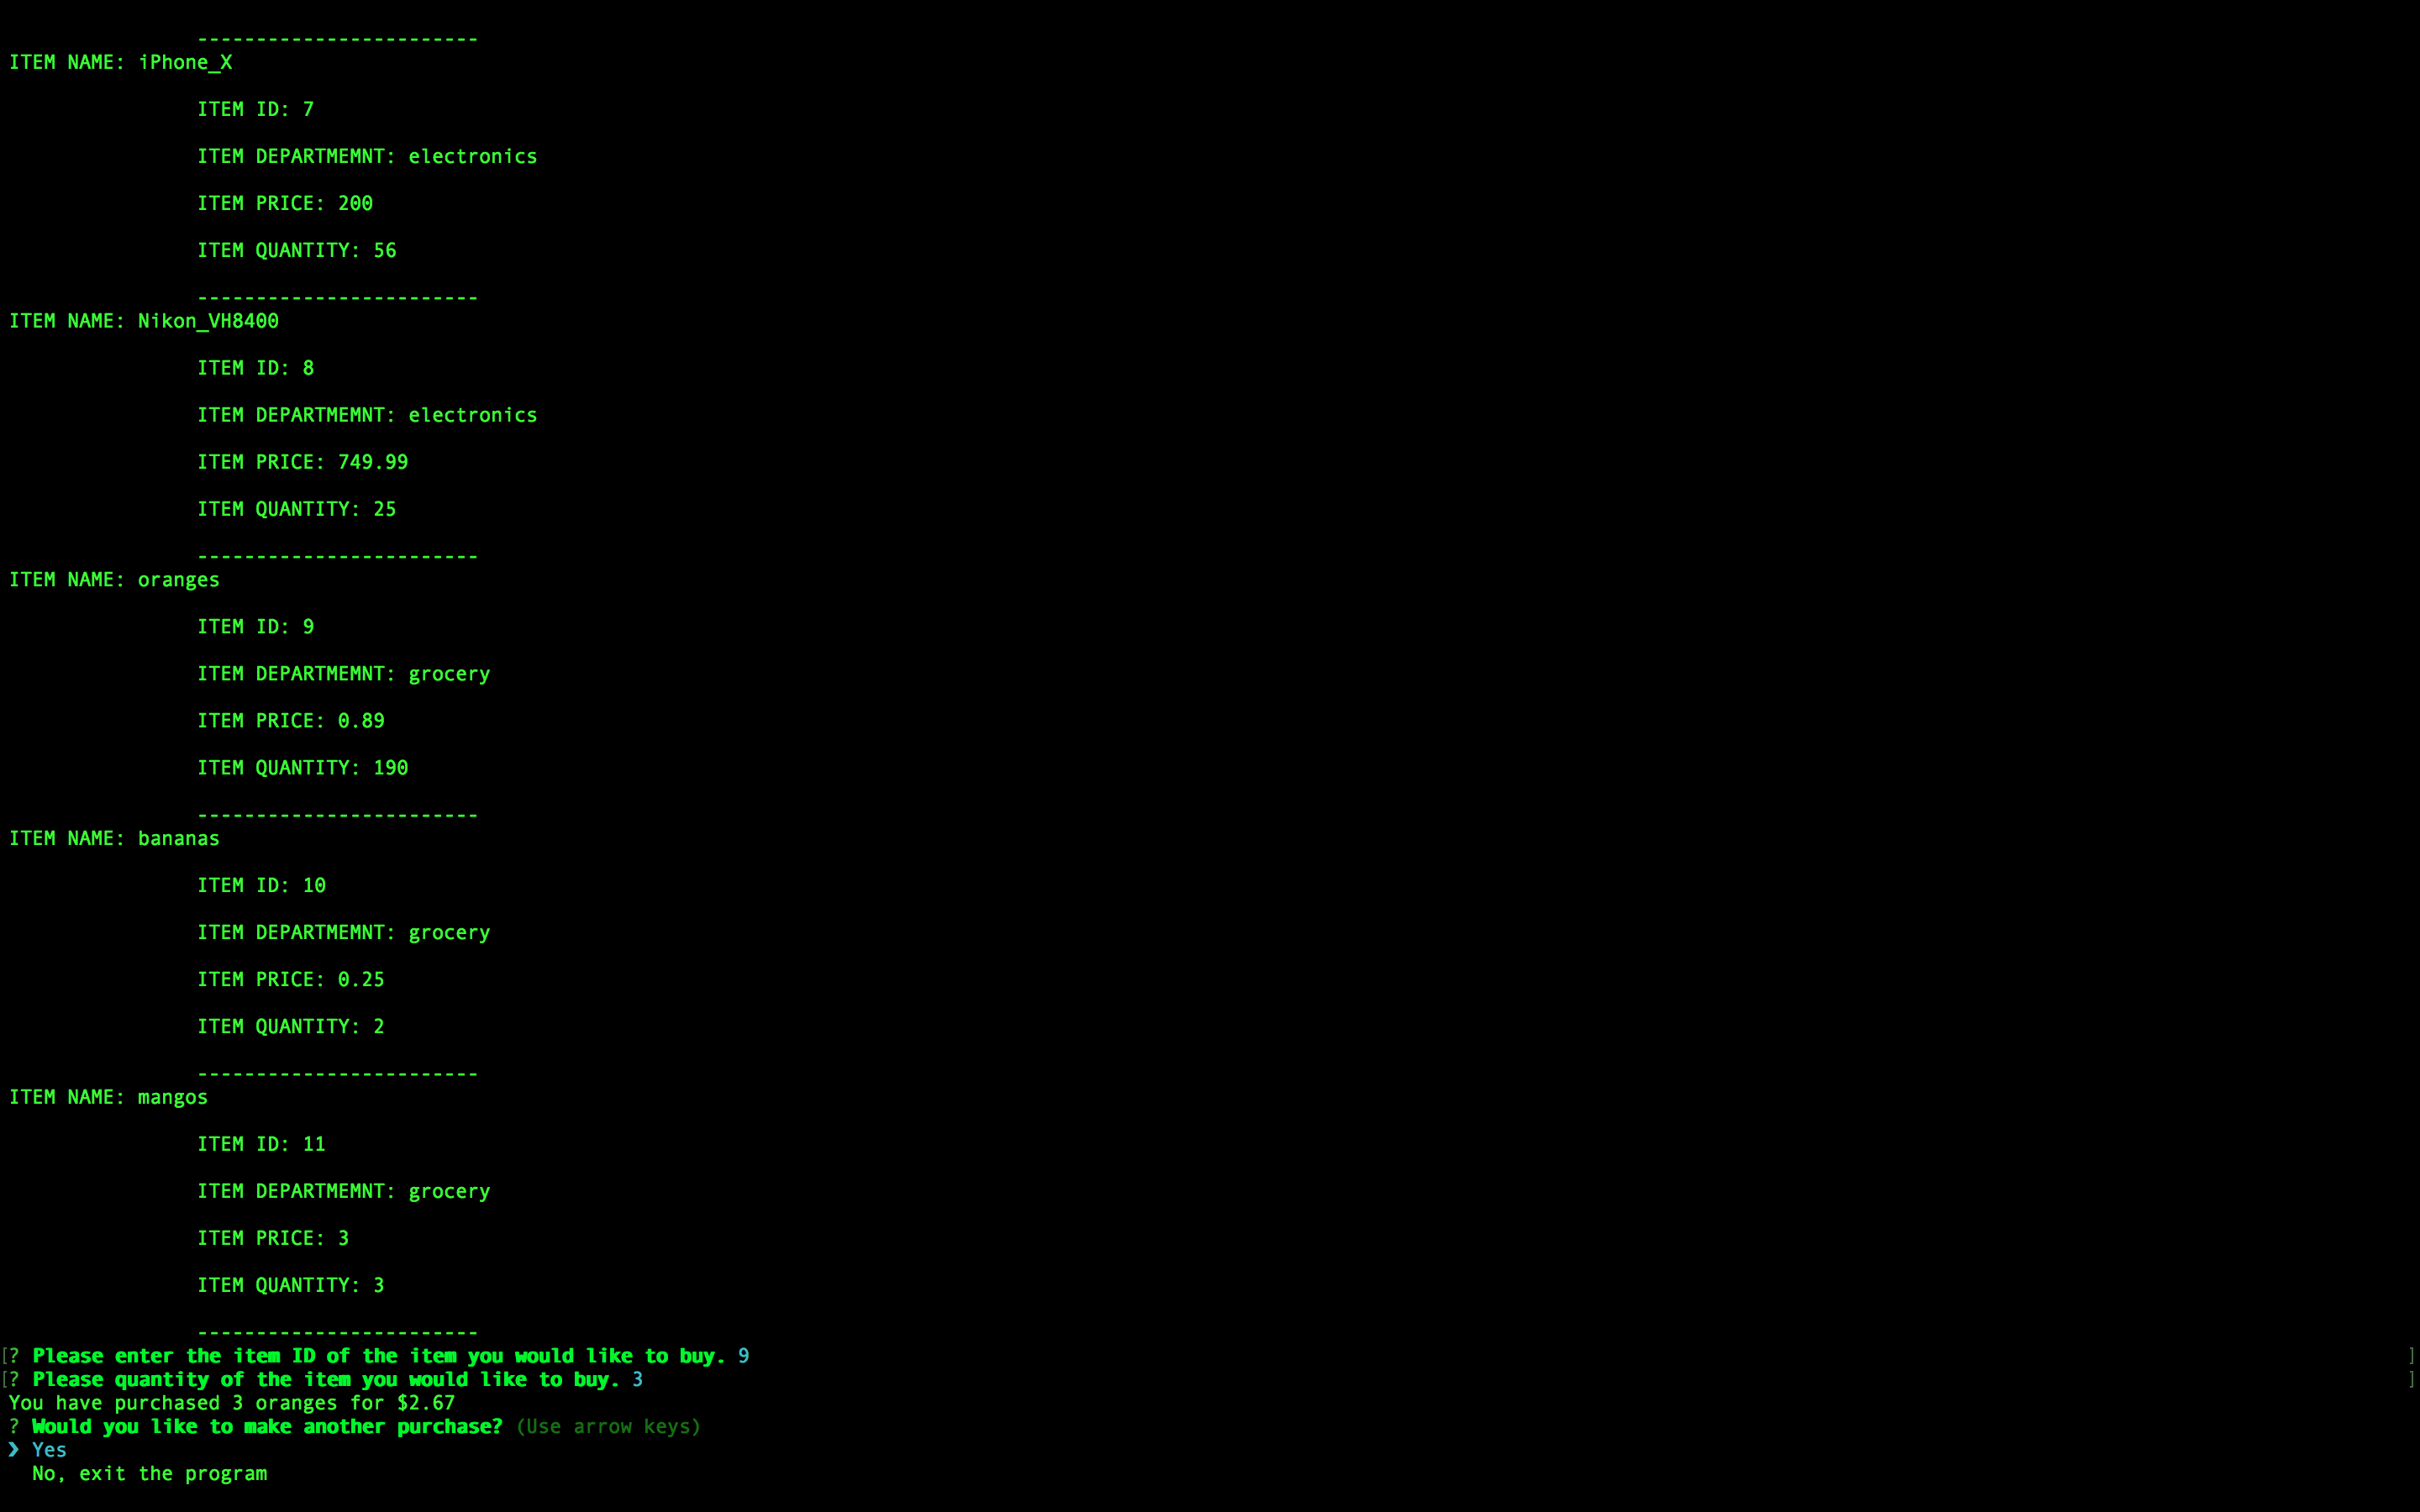 ------------------------
ITEM NAME: iPhone_X
ITEM ID: 7
ITEM DEPARTMEMNT: electronics
ITEM PRICE: 200
ITEM QUANTITY: 56
------------------------
ITEM NAME: Nikon_VH8400
ITEM ID: 8
ITEM DEPARTMEMNT: electronics
ITEM PRICE: 749.99
ITEM QUANTITY: 25
------------------------
ITEM NAME: oranges
ITEM ID: 9
ITEM DEPARTMEMNT: grocery
ITEM PRICE: 0.89
ITEM QUANTITY: 190
------------------------
ITEM NAME: bananas
ITEM ID: 10
ITEM DEPARTMEMNT: grocery
ITEM PRICE: 0.25
ITEM QUANTITY: 2
------------------------
ITEM NAME: mangos
ITEM ID: 11
ITEM DEPARTMEMNT: grocery
ITEM PRICE: 3
ITEM QUANTITY: 3
------------------------
[? Please enter the item ID of the item you would like to buy. 9 ]
[? Please quantity of the item you would like to buy. 3 ]
You have purchased 3 oranges for $2.67
? Would you like to make another purchase? (Use arrow keys)
❯ Yes
No, exit the program